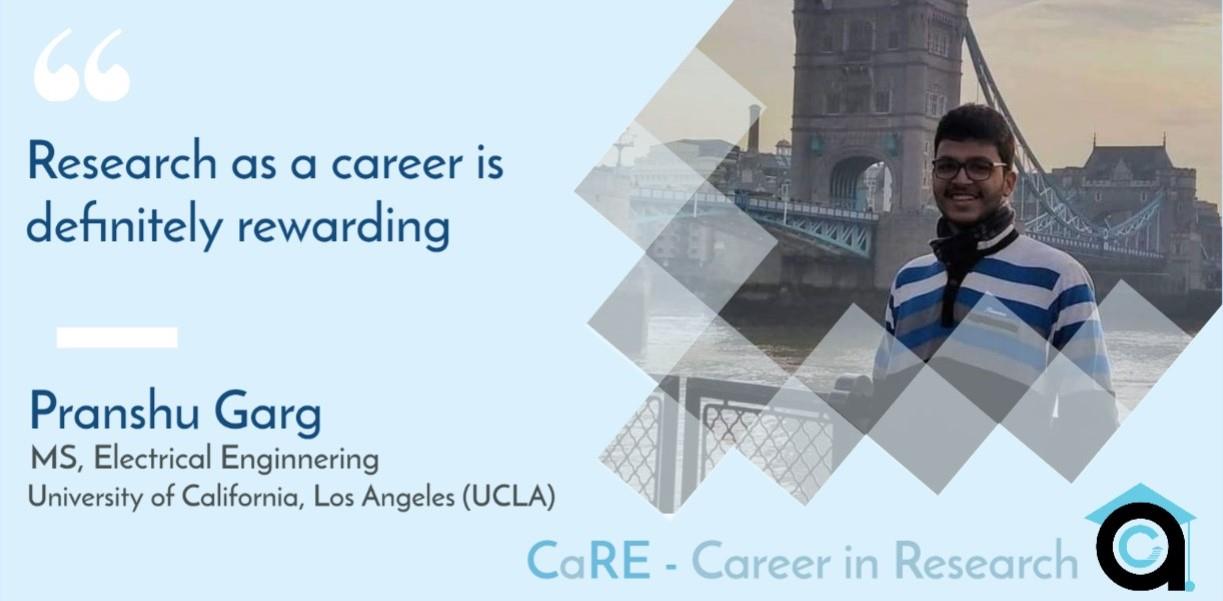 Research as a career is
definitely rewarding
Pranshu Garg
MS, Electrical Enginnering
University of California, Los Angeles (UCLA)
CaRE - Career in Research